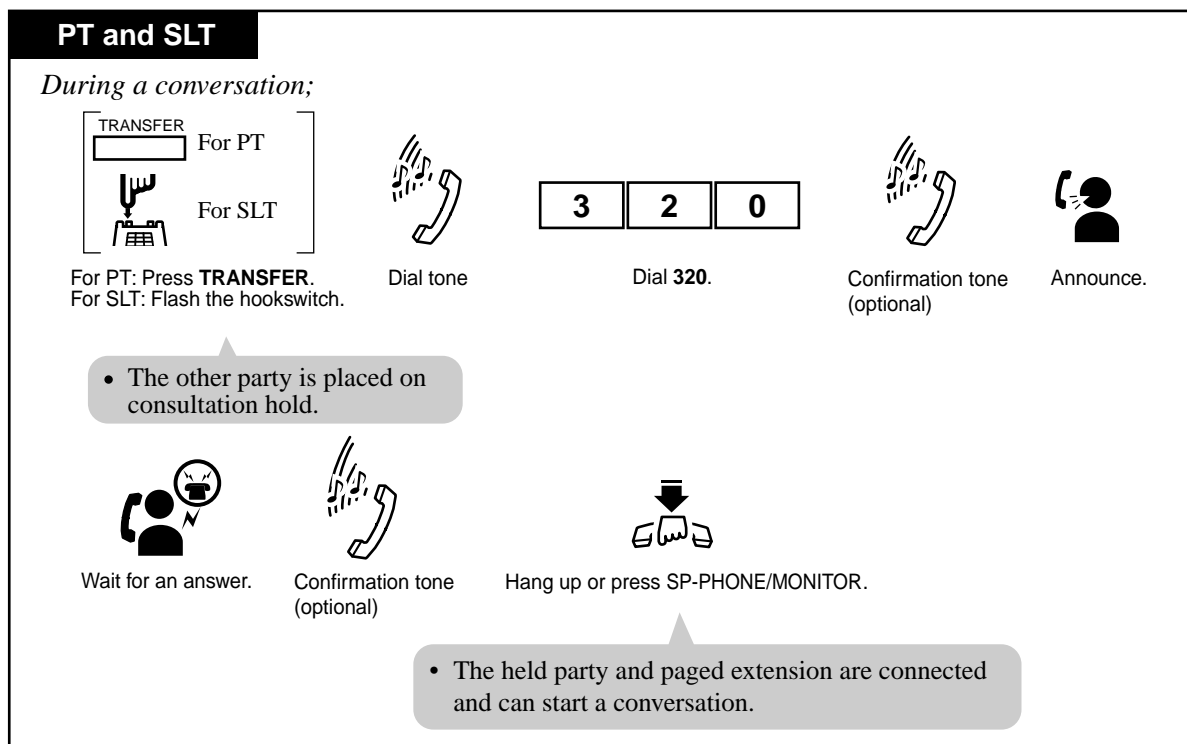 PT and SLT
During a conversation;
TRANSFER
For PT
For SLT
3 2 0
For PT: Press TRANSFER.
For SLT: Flash the hookswitch.
Dial tone
Dial 320.
Confirmation tone
(optional)
Announce.
• The other party is placed on
consultation hold.
Wait for an answer.
Confirmation tone
(optional)
Hang up or press SP-PHONE/MONITOR.
• The held party and paged extension are connected
and can start a conversation.